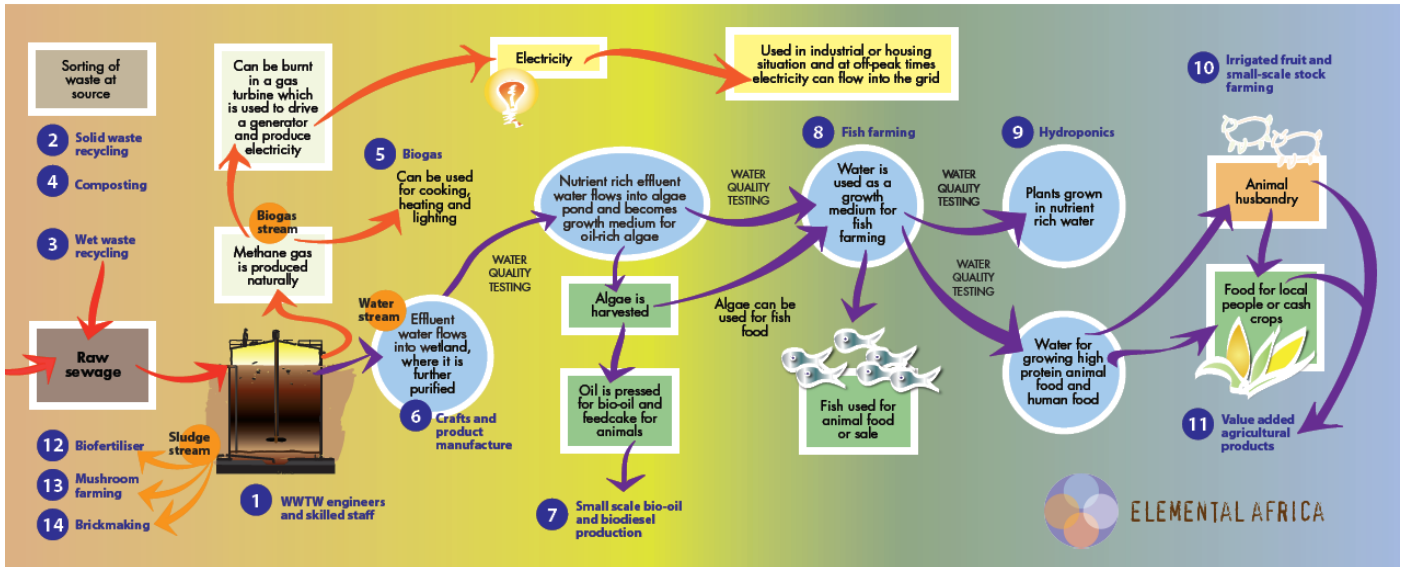 Sorting of
waste at
source
2 Solid waste
recycling
4 Composting
3 Wet waste
recycling
Raw
sewage
12 Biofertiliser
13 Mushroom
farming
14 Brickmaking
Sludge
stream
1 WWTW engineers
and skilled staff
Can be burnt
in a gas
turbine which
is used to drive
a generator
and produce
electricity
Biogas
stream
Methane gas
is produced
naturally
5 Biogas
Can be used
for cooking,
heating and
lighting
Electricity
Used in industrial or housing
situation and at off-peak times
electricity can flow into the grid
Water
stream
Effluent
water flows
into wetland,
where it is
further
purified
6 Crafts and
product
manufacture
WATER
QUALITY
TESTING
Nutrient rich effluent
water flows into algae
pond and becomes
growth medium for
oil-rich algae
Algae is
harvested
Oil is pressed
for bio-oil and
feedcake for
animals
7 Small scale bio-oil
and biodiesel
production
WATER
QUALITY
TESTING
Algae can be
used for fish
food
8 Fish farming
Water is
used as a
growth
medium for
fish
farming
Fish used for
animal food
or sale
WATER
QUALITY
TESTING
9 Hydroponics
Plants grown
in nutrient
rich water
WATER
QUALITY
TESTING
Water for
growing high
protein animal
food and
human food
10 Irrigated fruit and
small-scale stock
farming
Animal
husbandry
Food for local
people or cash
crops
11 Value added
agricultural
products
ELEMENTAL AFRICA